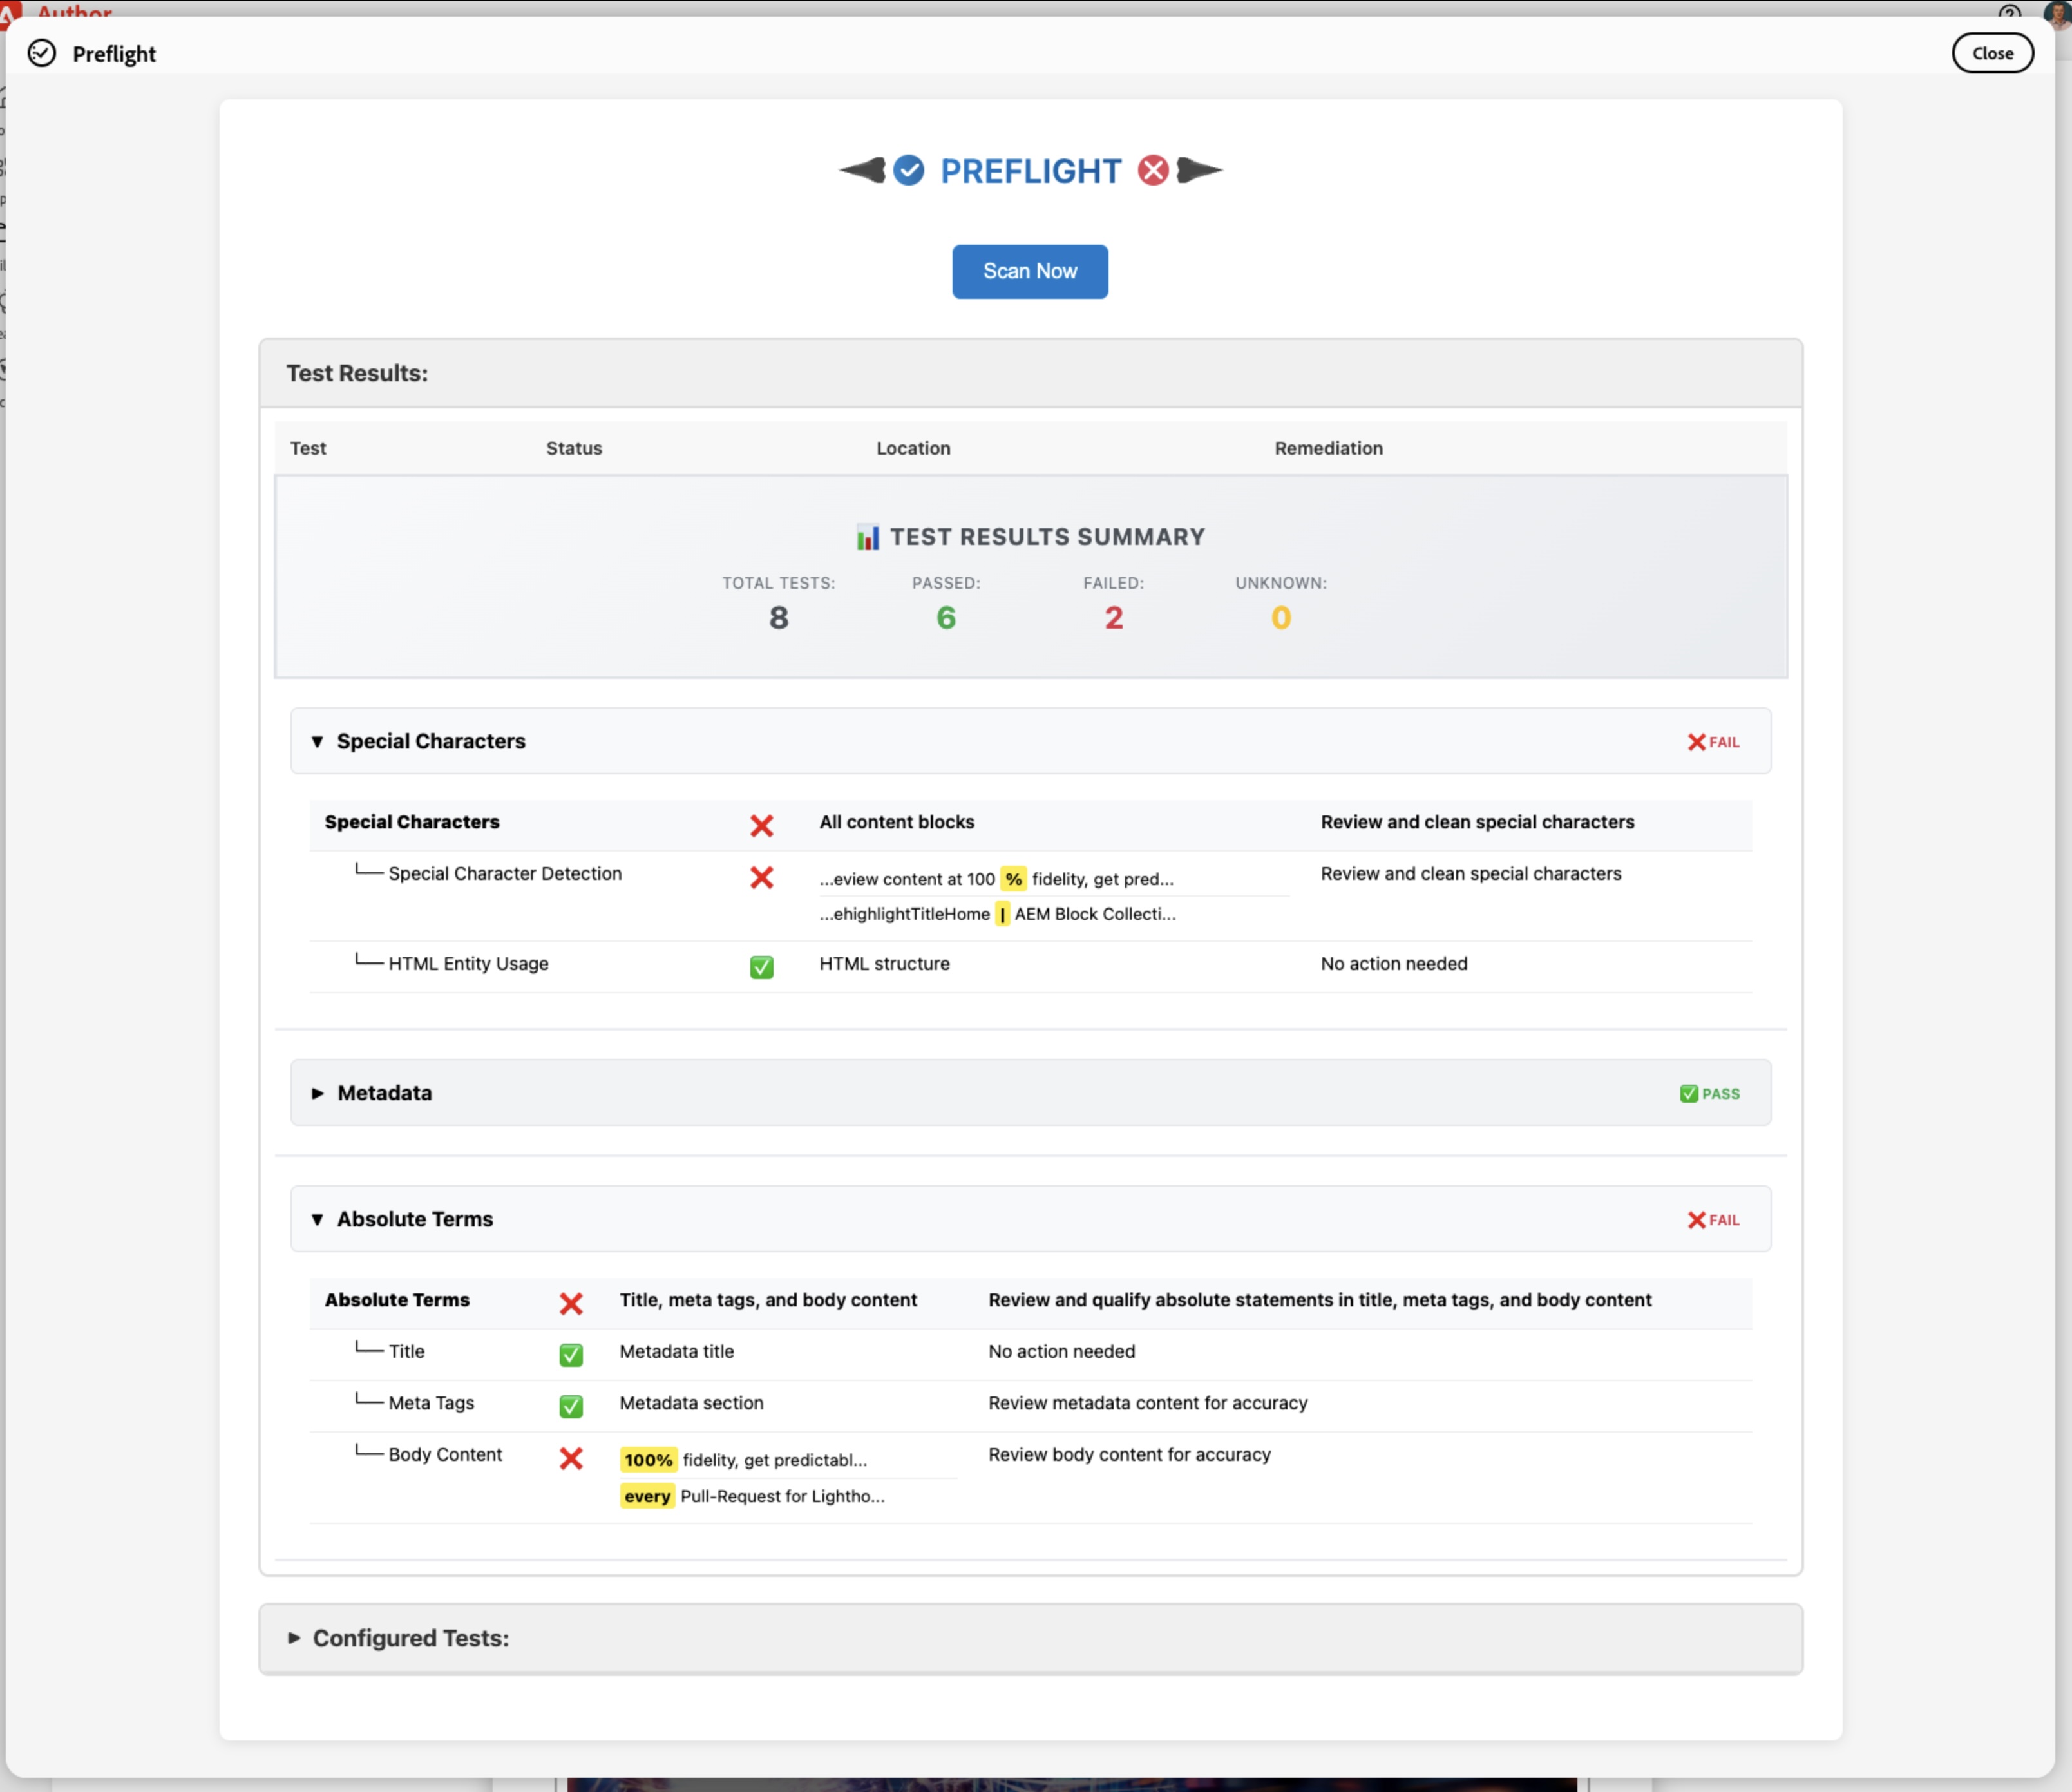 Author
Preflight
Close
PREFLIGHT
Scan Now
Test Results:
Test Status Location Remediation
TEST RESULTS SUMMARY
TOTAL TESTS: PASSED: FAILED: UNKNOWN:
8 6 2 0
▼ Special Characters ❌ FAIL
Special Characters ❌ All content blocks Review and clean special characters
Special Character Detection ❌ ...eview content at 100 % fidelity, get pred... Review and clean special characters
...ehighlightTitleHome | AEM Block Collecti...
HTML Entity Usage ✅ HTML structure No action needed
► Metadata ✅ PASS
▼ Absolute Terms ❌ FAIL
Absolute Terms ❌ Title, meta tags, and body content Review and qualify absolute statements in title, meta tags, and body content
Title ✅ Metadata title No action needed
Meta Tags ✅ Metadata section Review metadata content for accuracy
Body Content ❌ 100% fidelity, get predictabl... Review body content for accuracy
every Pull-Request for Lightho...
► Configured Tests: